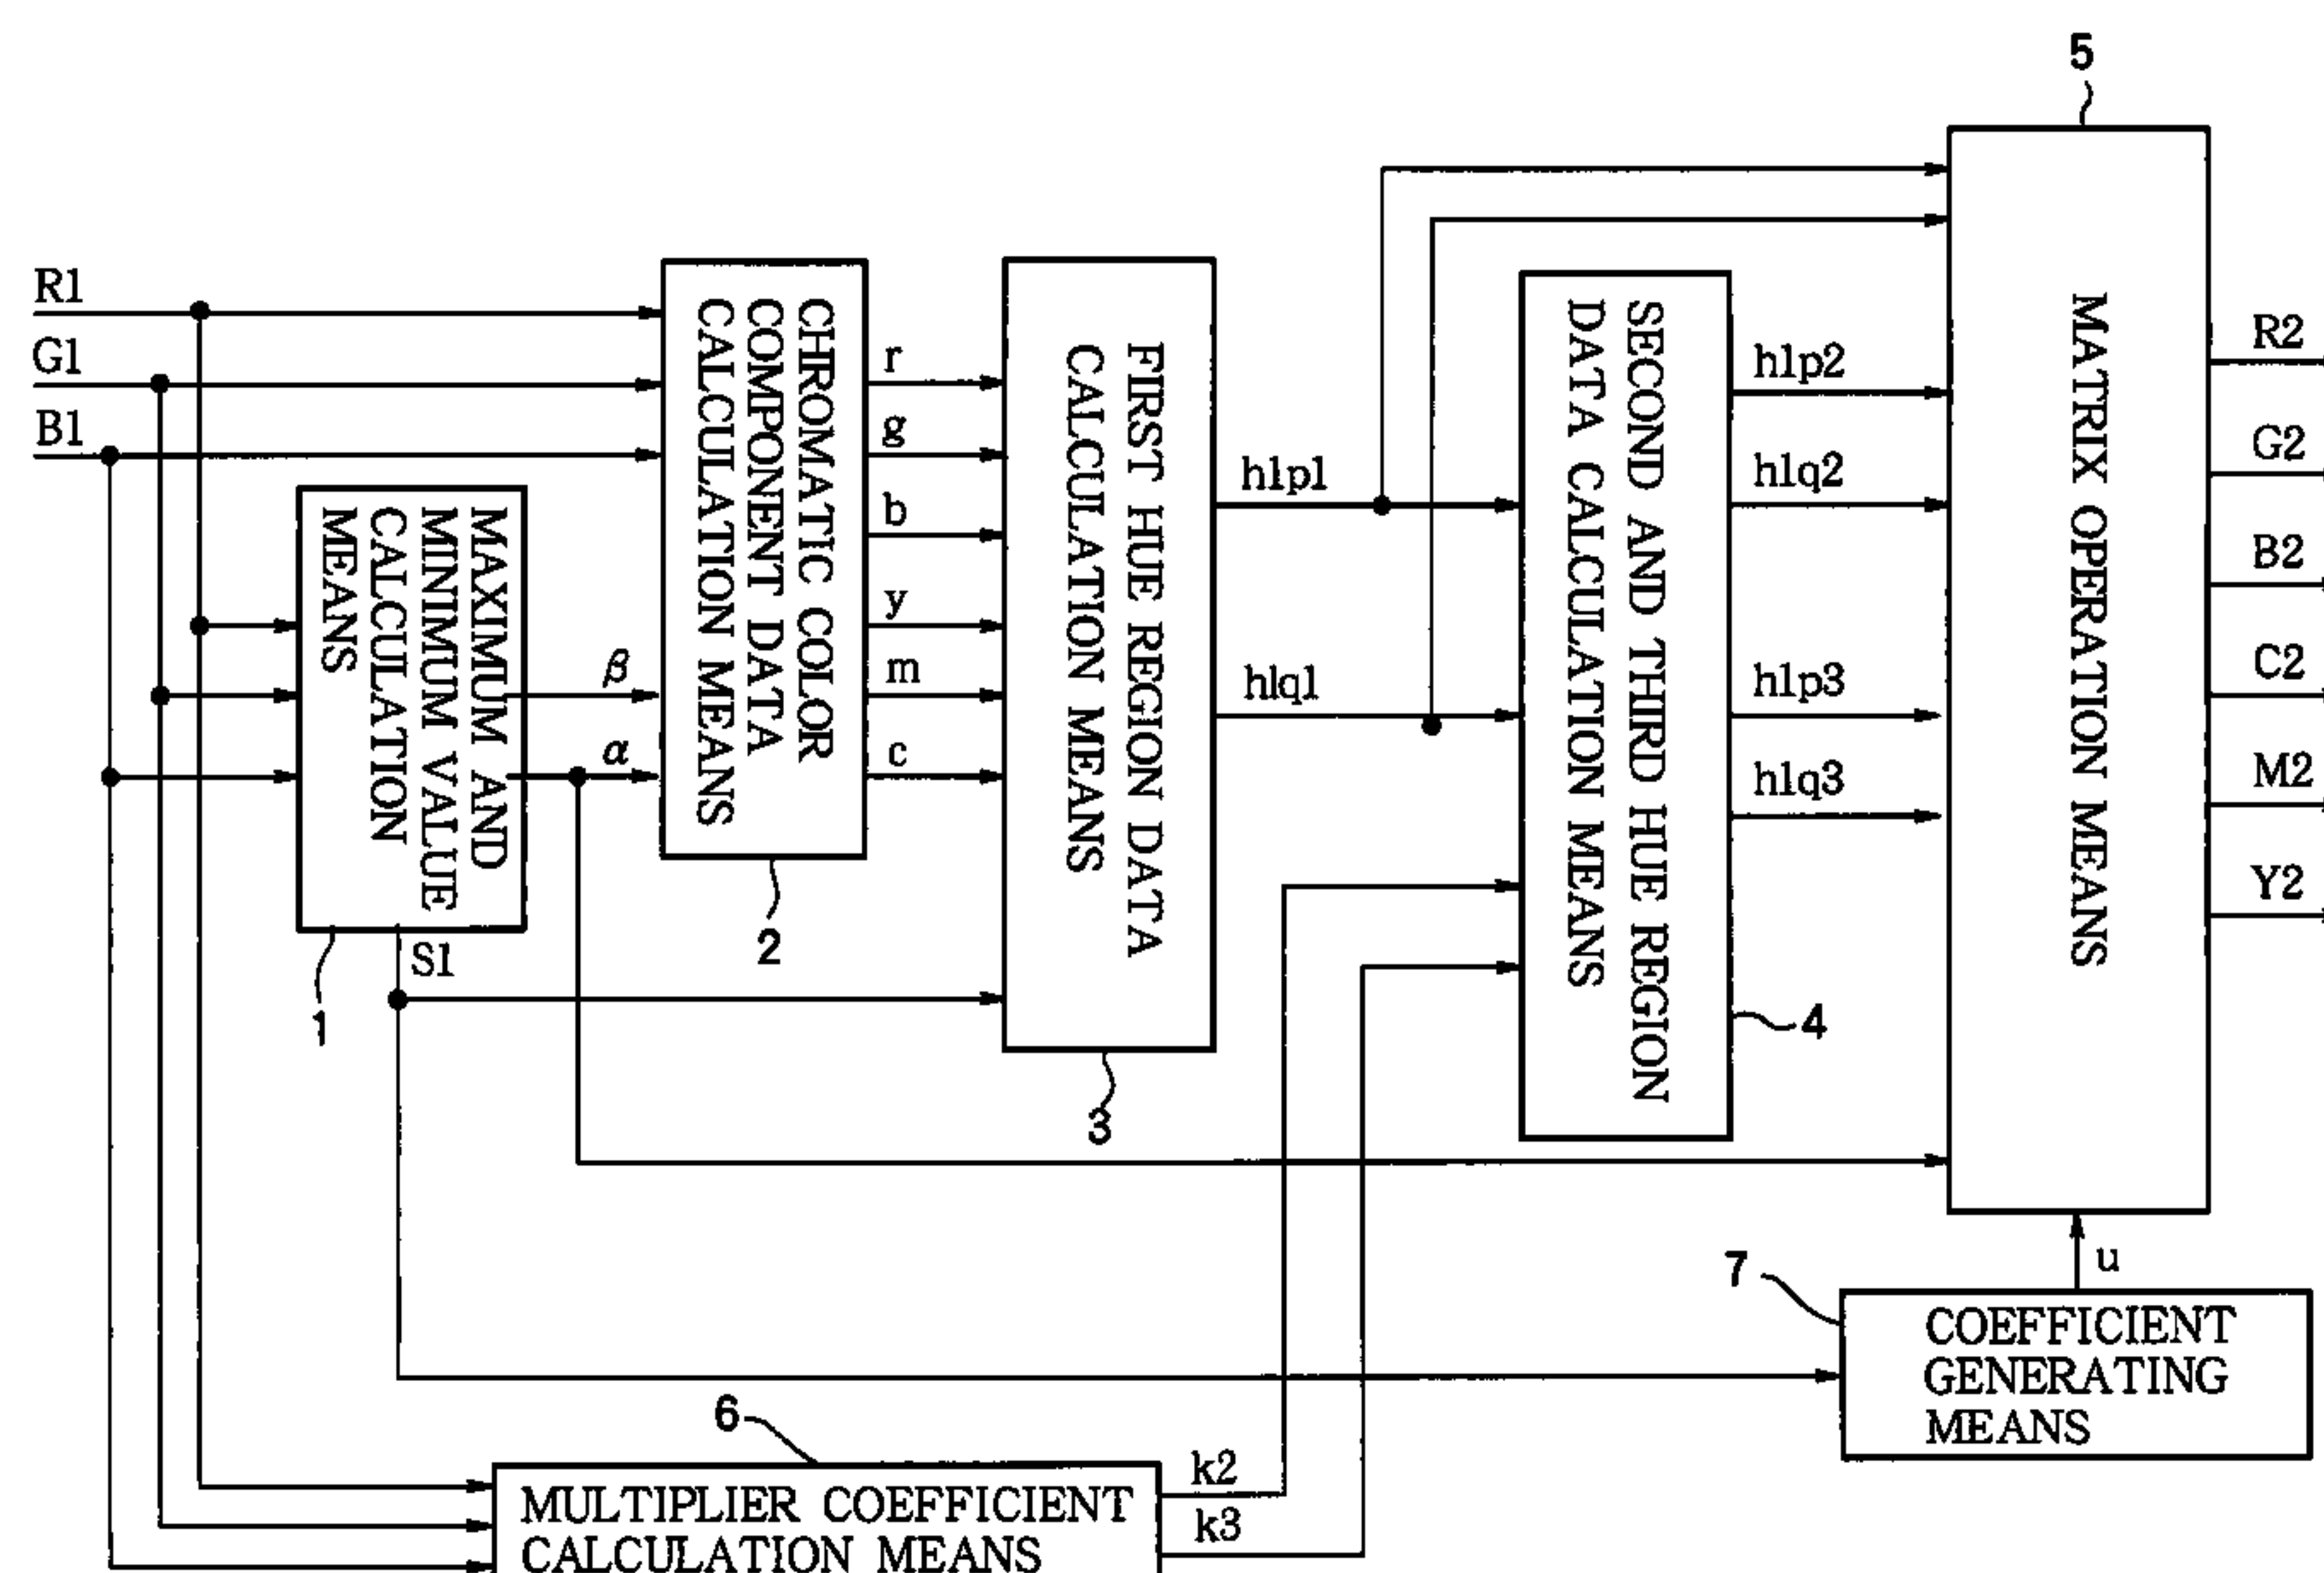 5
R1
G1
B1
MAXIMUM AND
MINIMUM VALUE
CALCULATION
MEANS
1
S1
β
α
CHROMATIC COLOR
COMPONENT DATA
CALCULATION MEANS
2
r
g
b
y
m
c
FIRST HUE REGION DATA
CALCULATION MEANS
3
h1p1
h1q1
SECOND AND THIRD HUE REGION
DATA CALCULATION MEANS
4
h1p2
h1q2
h1p3
h1q3
MATRIX OPERATION MEANS
R2
G2
B2
C2
M2
Y2
u
7
COEFFICIENT
GENERATING
MEANS
6
MULTIPLIER COEFFICIENT
CALCULATION MEANS
k2
k3